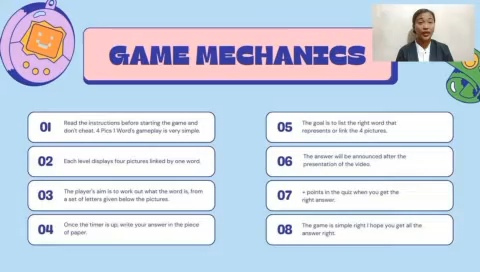 GAME MECHANICS
01
Read the instructions before starting the game and
don't cheat. 4 Pics I Word's gameplay is very simple.
02
Each level displays four pictures linked by one word.
03
The player's aim is to work out what the word is, from
a set of letters given below the pictures.
04
Once the timer is up, write your answer in the piece
of paper.
05
The goal is to list the right word that
represents or link the 4 pictures.
06
The answer will be announced after the
presentation of the video.
07
+ points in the quiz when you get the
right answer.
08
The game is simple right I hope you get all the
answer right.